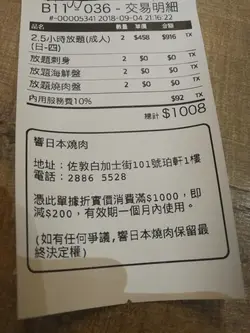 B11 036 - 交易明細
#-00005341 2018-09-04 21:16:22
品名 數量 單價 金額 TX
2.5小時放題(成人) 2 $458 $916 TX
(日-四)
放題刺身 2 $0 $0 TX
放題海鮮盤 2 $0 $0 TX
放題燒肉盤 2 $0 $0 TX
內用服務費10% $92 TX
總計 $1008
響日本燒肉
地址：佐敦白加士街101號珀軒1樓
電話：2886 5528
憑此單據折實價消費滿$1000，即
減$200，有效期一個月內使用。
(如有任何爭議,響日本燒肉保留最
終決定權)